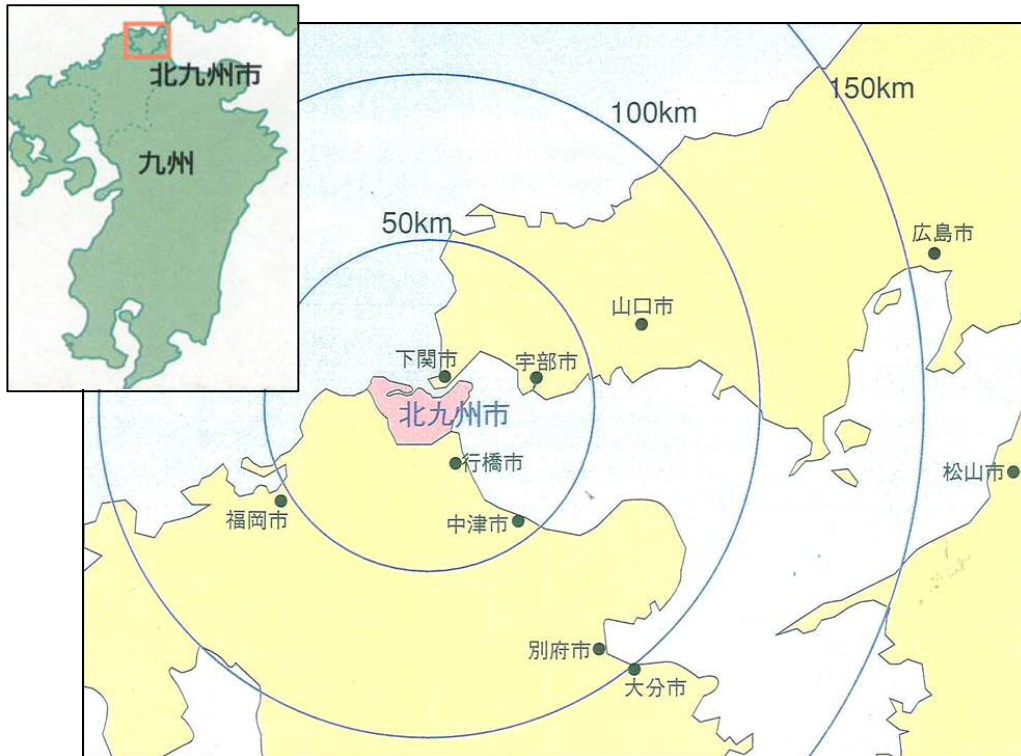 北九州市
九州
150km
100km
50km
広島市
山口市
下関市
宇部市
北九州市
行橋市
松山市
福岡市
中津市
別府市
大分市